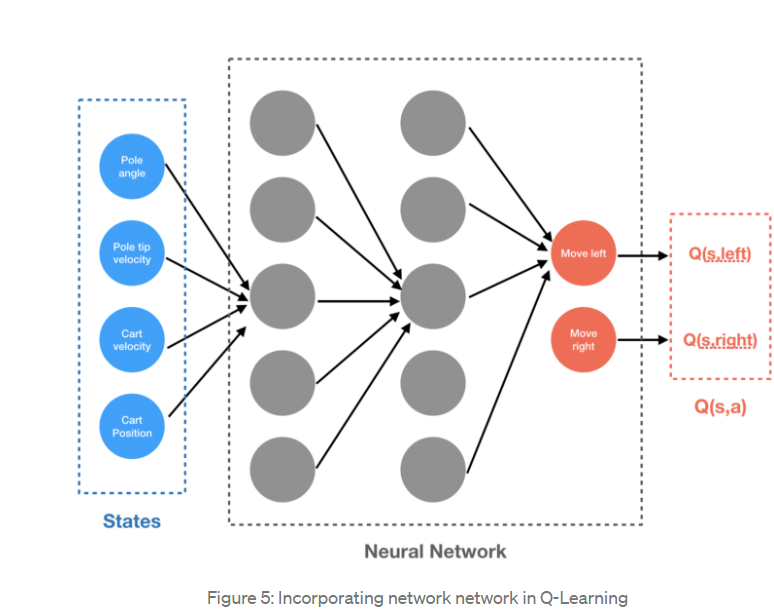 Pole
angle
Pole tip
velocity
Cart
velocity
Cart
Position
States
Move left
Move
right
Neural Network
Q(s,left)
Q(s,right)
Q(s,a)
Figure 5: Incorporating network network in Q-Learning